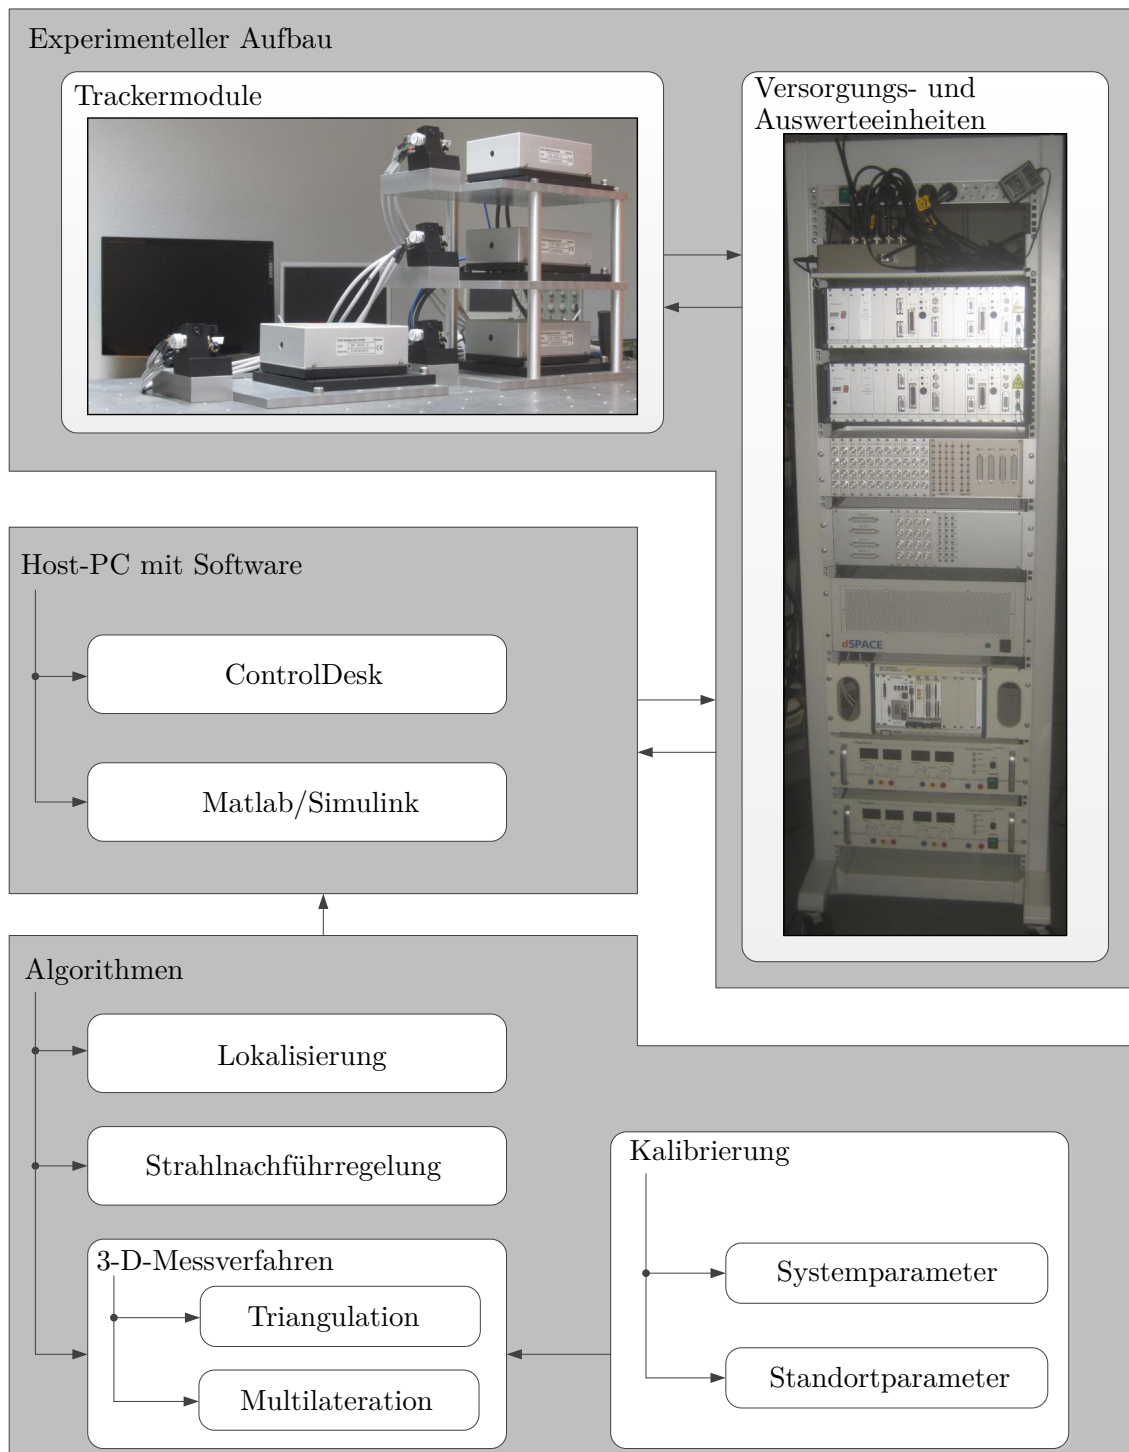 Experimenteller Aufbau
Trackermodule
Versorgungs- und
Auswerteeinheiten
dSPACE
Host-PC mit Software
ControlDesk
Matlab/Simulink
Algorithmen
Lokalisierung
Strahlnachführregelung
3-D-Messverfahren
Triangulation
Multilateration
Kalibrierung
Systemparameter
Standortparameter